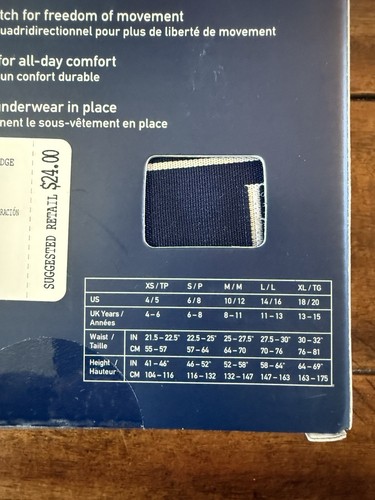 tch for freedom of movement
uadridirectionnel pour plus de liberté de mouvement
for all-day comfort
un confort durable
underwear in place
nent le sous-vêtement en place
DGE
RACIÓN
SUGGESTED RETAIL $24.00
XS / TP S / P M / M L / L XL / TG
US 4 / 5 6 / 8 10 / 12 14 / 16 18 / 20
UK Years / Années 4 – 6 6 – 8 8 – 11 11 – 13 13 – 15
Waist / Taille IN 21.5 – 22.5" 22.5 – 25" 25 – 27.5" 27.5 – 30" 30 – 32"
CM 55 – 57 57 – 64 64 – 70 70 – 76 76 – 81
Height / Hauteur IN 41 – 46" 46 – 52" 52 – 58" 58 – 64" 64 – 69"
CM 104 – 116 116 – 132 132 – 147 147 – 163 163 – 175